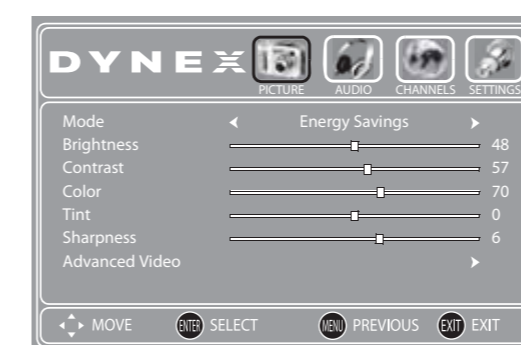 DYNEX
PICTURE AUDIO CHANNELS SETTINGS
Mode Energy Savings
Brightness 48
Contrast 57
Color 70
Tint 0
Sharpness 6
Advanced Video
MOVE ENTER SELECT MENU PREVIOUS EXIT EXIT